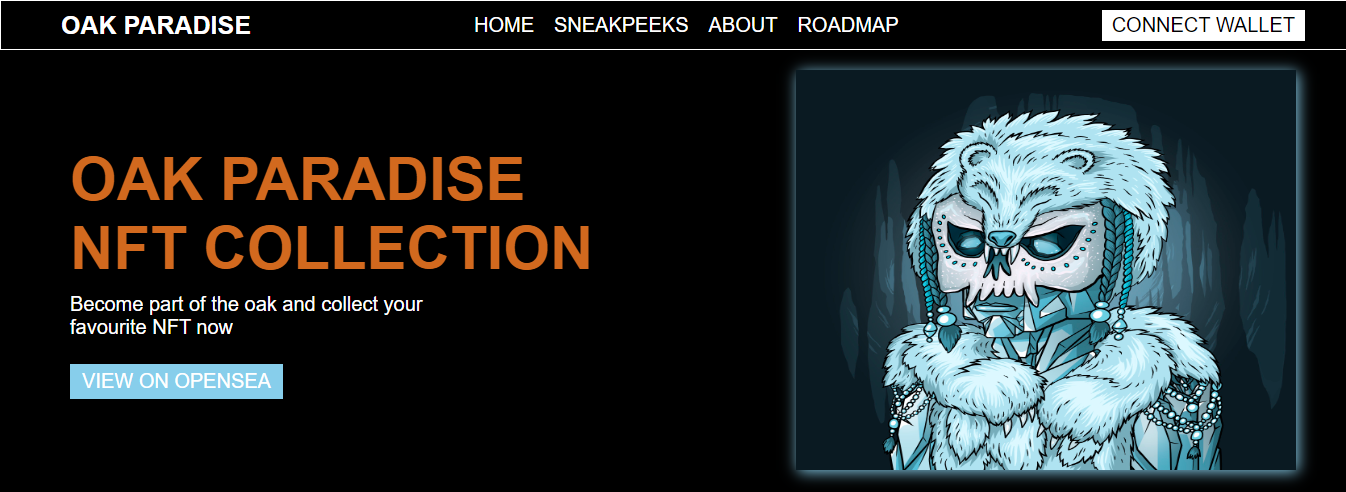 OAK PARADISE
HOME SNEAKPEEKS ABOUT ROADMAP
CONNECT WALLET
OAK PARADISE
NFT COLLECTION
Become part of the oak and collect your
favourite NFT now
VIEW ON OPENSEA